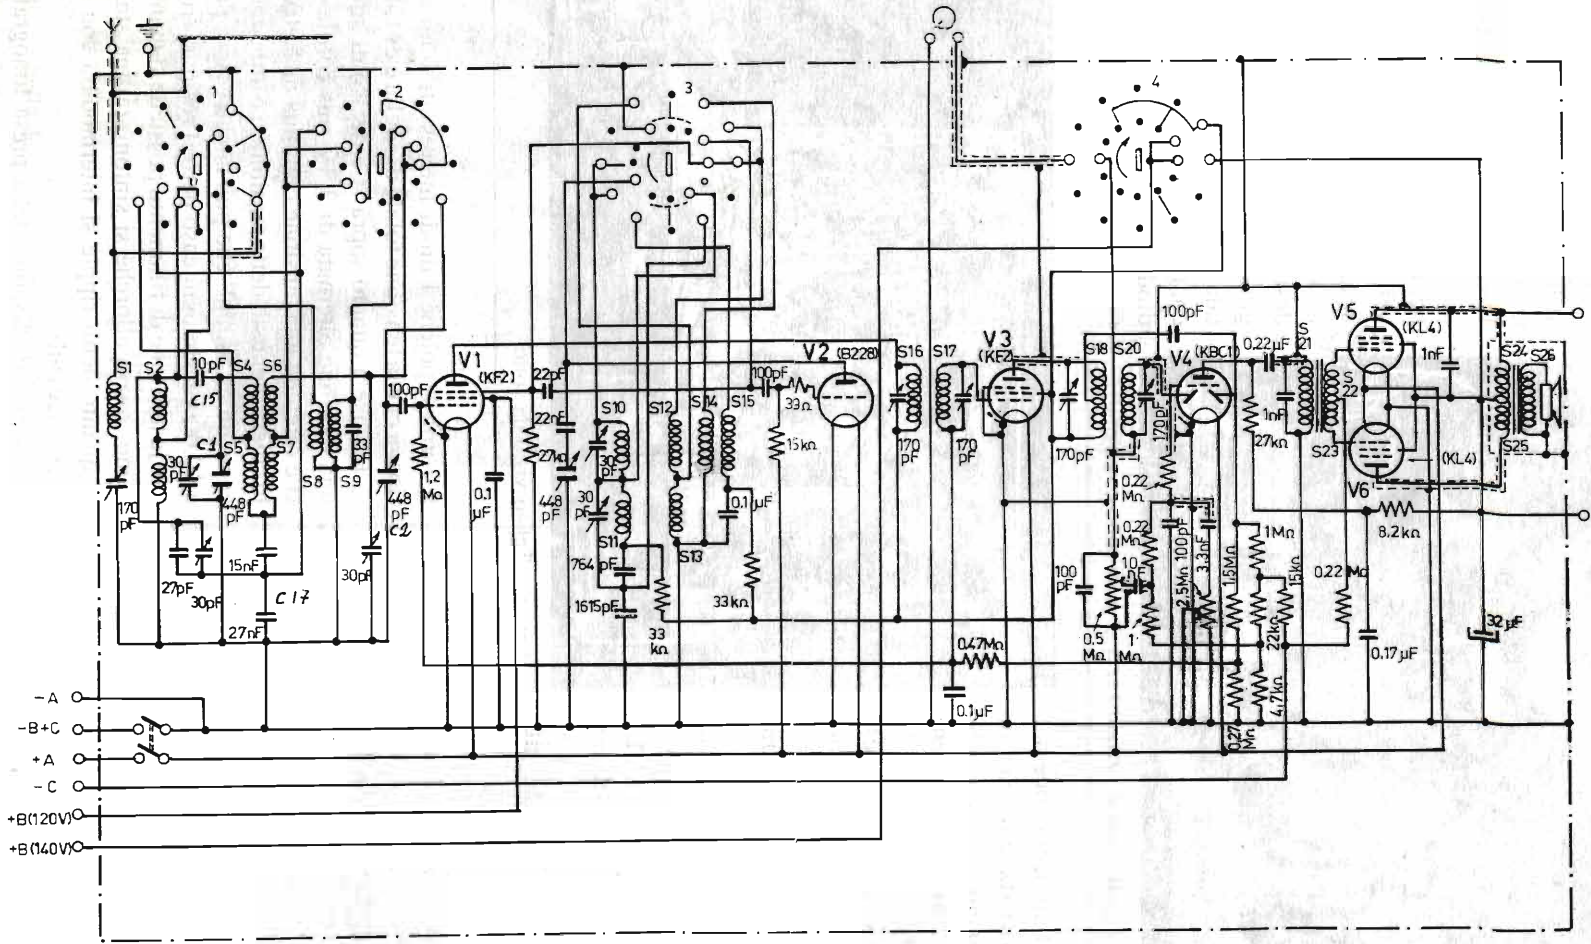 1
2
3
4
V1
(KF2)
V2 (B228)
V3
(KF2)
V4 (KBC1)
V5
(KL4)
V6
(KL4)
S1
S2
S4
S6
S5
S7
S8
S9
S10
S11
S12
S13
S14
S15
S16
S17
S18
S20
S
21
S
22
S23
S24
S26
S25
10pF
C15
C1
30
pF
448
pF
170
pF
27pF
30pF
15nF
C17
27nF
33
pF
100pF
448
pF
C2
30pF
1,2
MΩ
0.1
µF
22pF
22nF
27kΩ
448
pF
30
pF
30
pF
764 pF
1615pF
33
kΩ
33kΩ
0.1µF
100pF
33Ω
15kΩ
170
pF
170
pF
0.47MΩ
0.1µF
170pF
100pF
170pF
0.22
MΩ
0.22
MΩ
100
pF
0.5
MΩ
10
nF
1
MΩ
100pF
3.3nF
2.5MΩ
1.5MΩ
1MΩ
22kΩ
15kΩ
0.27
MΩ
4.7kΩ
0.22µF
1nF
27kΩ
0.22 MΩ
0.17µF
8.2kΩ
1nF
32µF
-A
-B+C
+A
-C
+B(120V)
+B(140V)